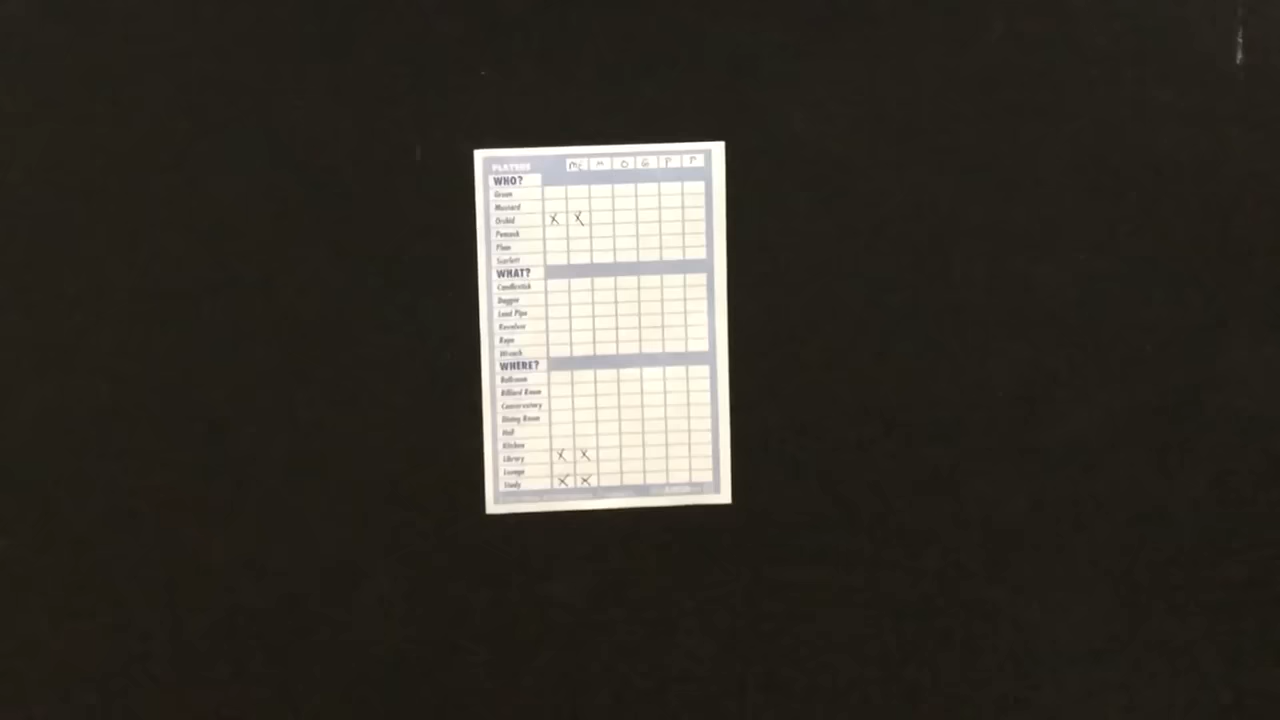 PLAYERS Me M O G P P
WHO?
Green
Mustard
Orchid X X
Peacock
Plum
Scarlett
WHAT?
Candlestick
Dagger
Lead Pipe
Revolver
Rope
Wrench
WHERE?
Ballroom
Billiard Room
Conservatory
Dining Room
Hall
Kitchen
Library X X
Lounge
Study X X